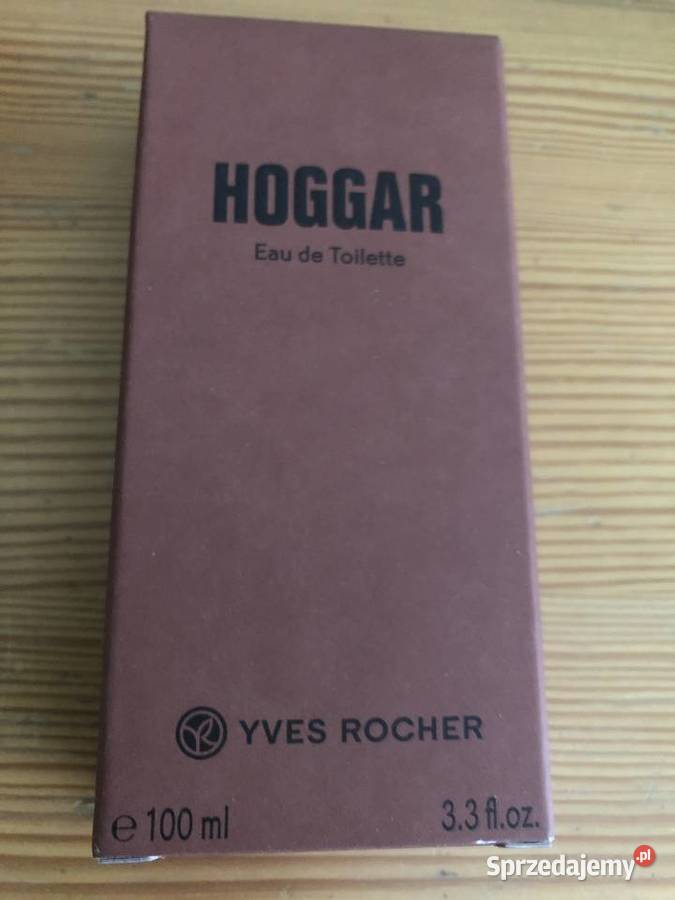 HOGGAR
Eau de Toilette
YVES ROCHER
℮ 100 ml 3.3 fl.oz.
Sprzedajemy.pl